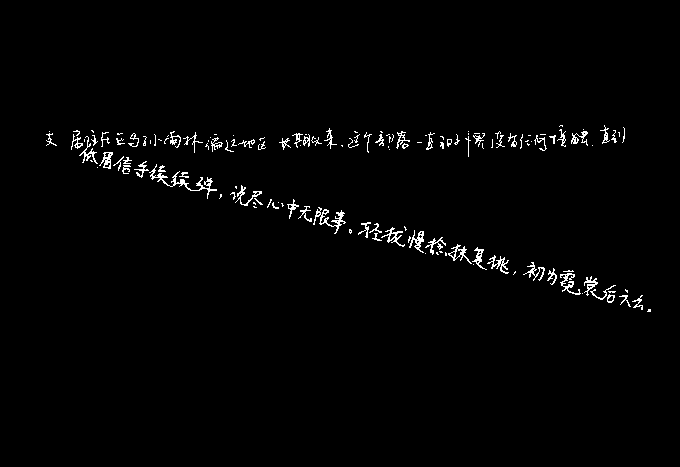 支 居住在亚马孙雨林偏远地区 长期以来、这个部落一直和外界没有任何接触、直到
低眉信手续续弹，说尽心中无限事。轻拢慢捻抹复挑，初为霓裳后六幺。